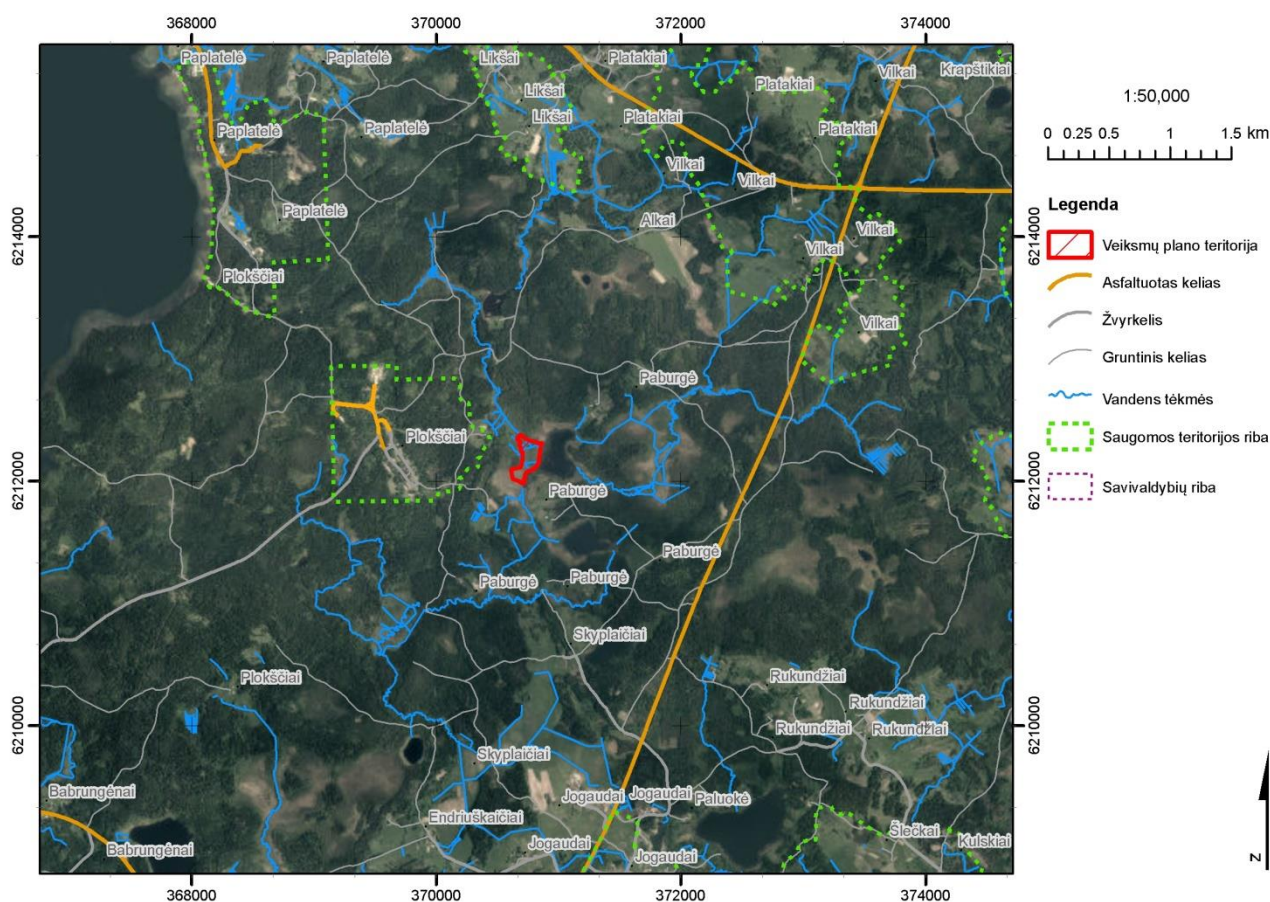 368000
370000
372000
374000
Paplatelė
Paplatelė
Likšai
Platakiai
Vilkai
Krapštikiai
Likšai
Platakiai
Paplatelė
Paplatelė
Likšai
Platakiai
Platakiai
Vilkai
Vilkai
Paplatelė
Alkai
Vilkai
Vilkai
6214000
6214000
Plokščiai
Vilkai
Paburgė
Plokščiai
6212000
6212000
Paburgė
Paburgė
Paburgė
Paburgė
Skyplaičiai
Plokščiai
Rukundžiai
Rukundžiai
Rukundžiai
Rukundžiai
6210000
6210000
Skyplaičiai
Babrungėnai
Jogaudai
Jogaudai
Paluokė
Endriuškaičiai
Šlečkai
Kulskiai
Babrungėnai
Jogaudai
Jogaudai
368000
370000
372000
374000
1:50,000
0 0.25 0.5 1 1.5 km
Legenda
Veiksmų plano teritorija
Asfaltuotas kelias
Žvyrkelis
Gruntinis kelias
Vandens tėkmės
Saugomos teritorijos riba
Savivaldybių riba
N